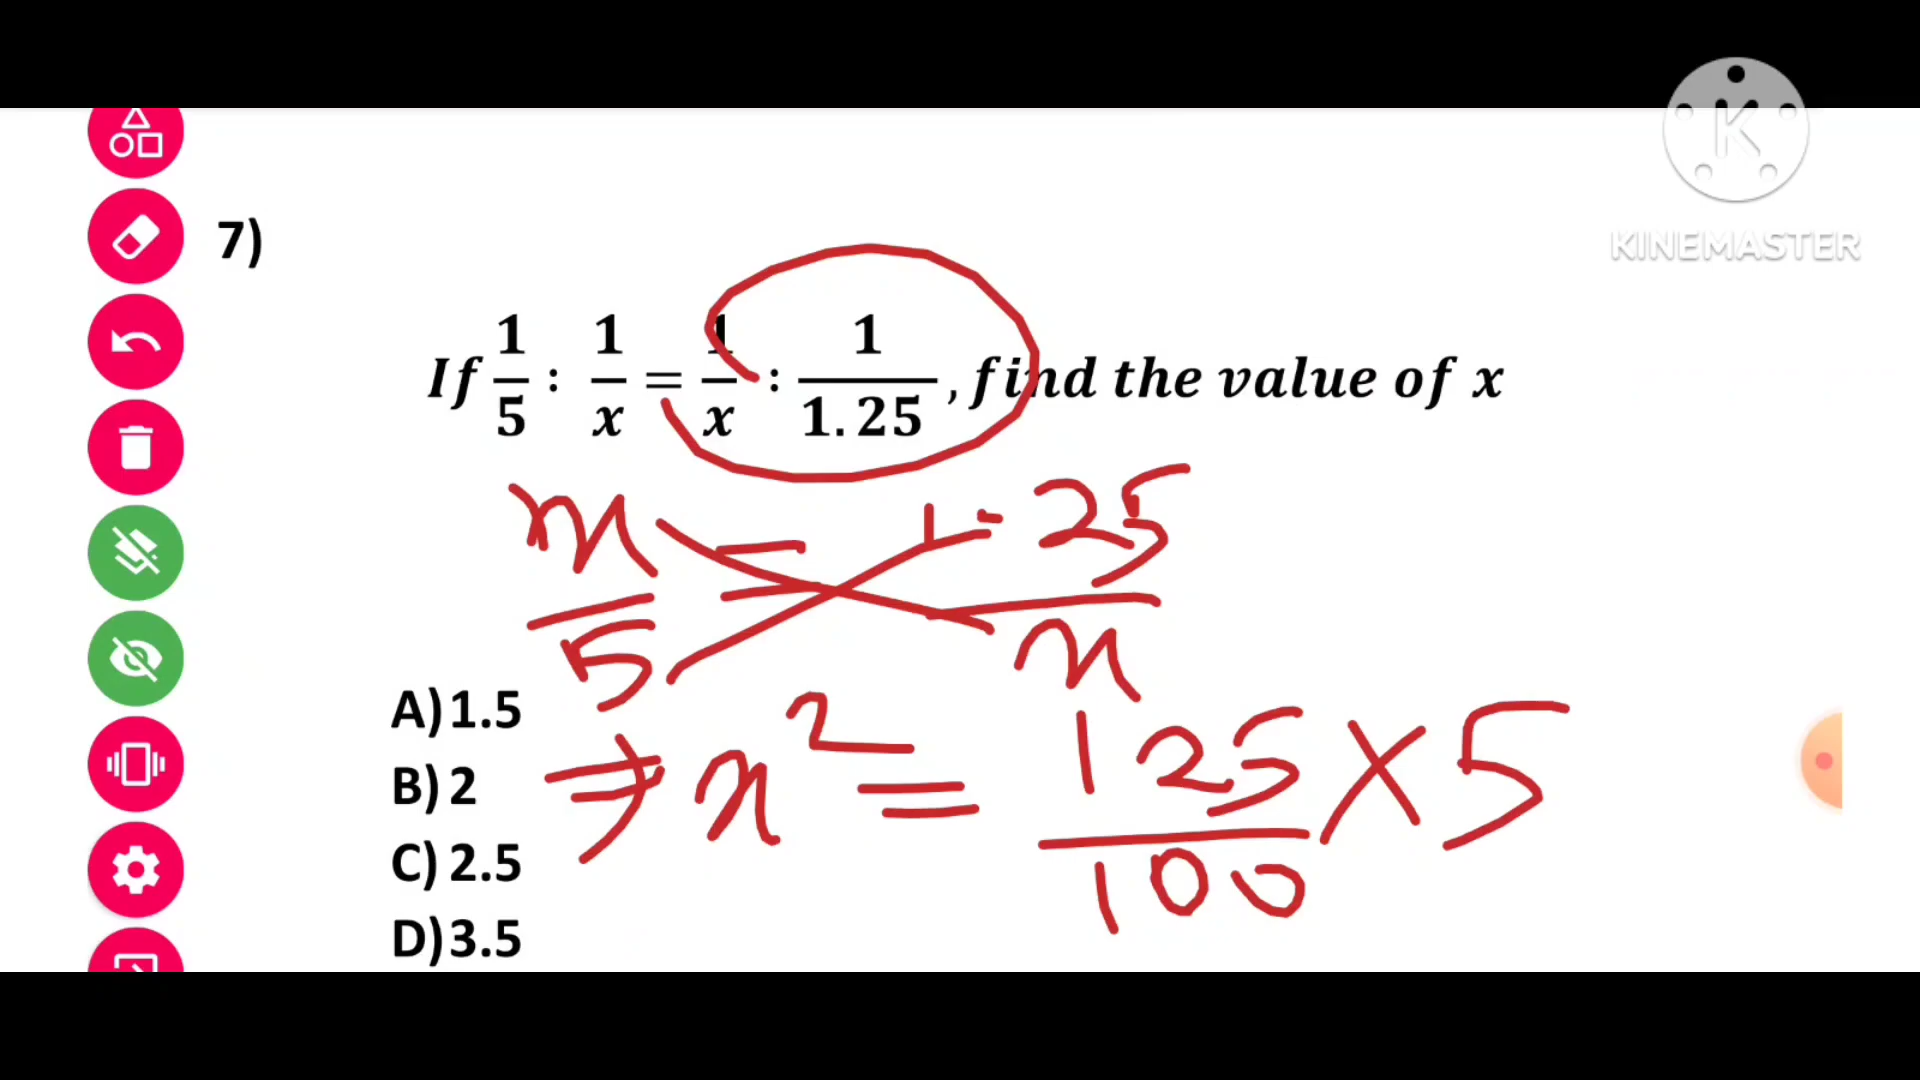 K
KINEMASTER
7)
If 1/5 : 1/x = 1/x : 1/1.25 , find the value of x
x/5 = 1.25/x
A) 1.5
⇒ x² = 125/100 × 5
B) 2
C) 2.5
D) 3.5